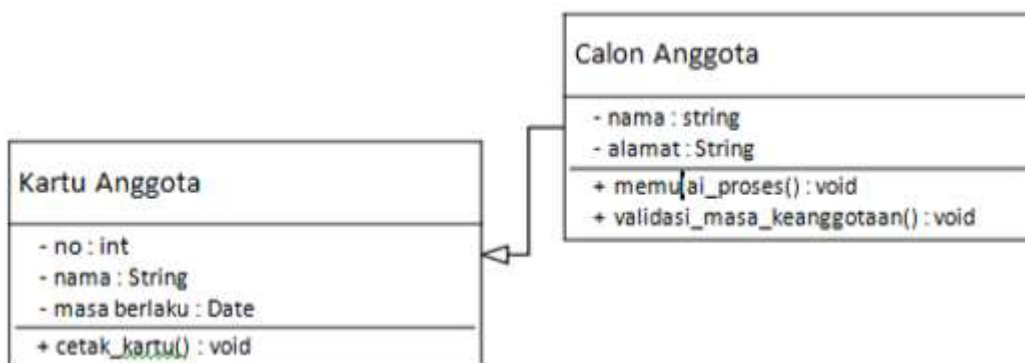 Calon Anggota
- nama : string
- alamat : String
+ memulai_proses() : void
+ validasi_masa_keanggotaan() : void
Kartu Anggota
- no : int
- nama : String
- masa berlaku : Date
+ cetak_kartu() : void